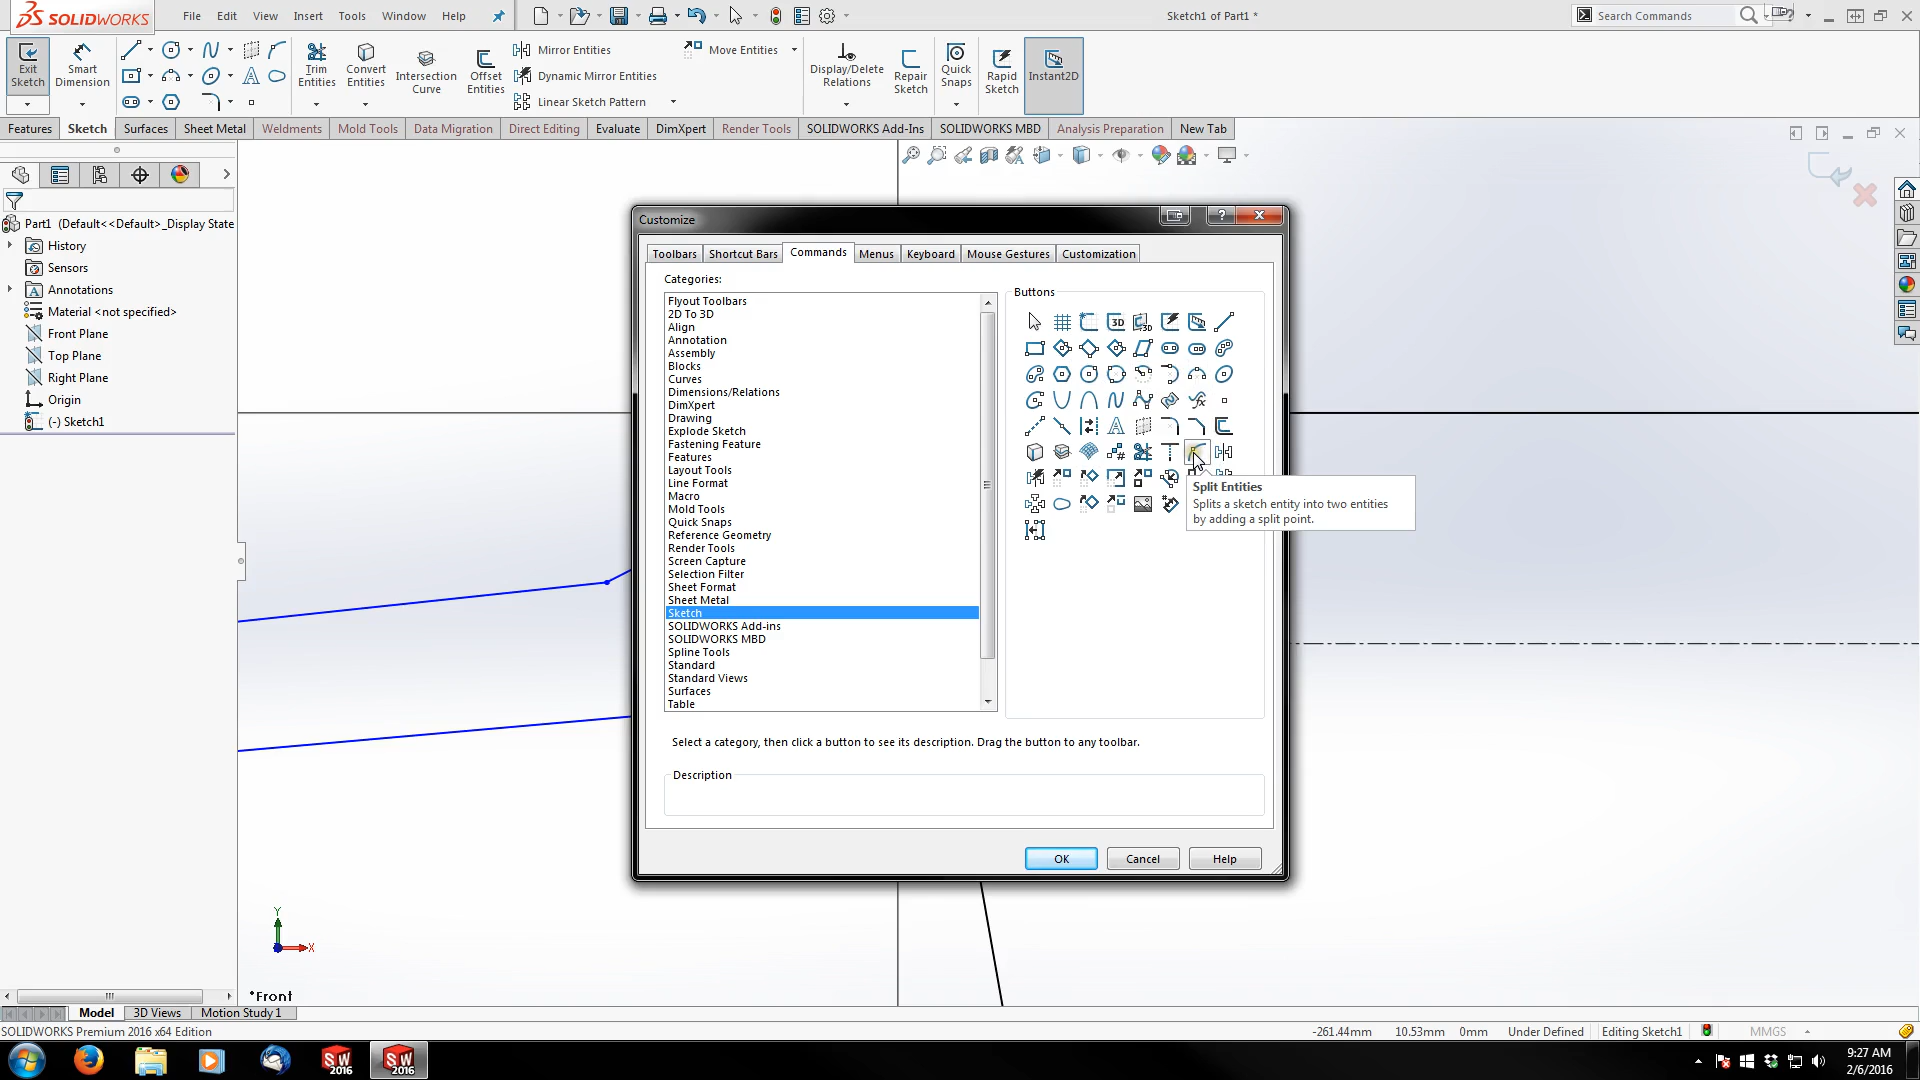 SOLIDWORKS
File Edit View Insert Tools Window Help
Sketch1 of Part1 *
Search Commands
Exit Sketch
Smart Dimension
Trim Entities
Convert Entities
Intersection Curve
Offset Entities
Mirror Entities
Dynamic Mirror Entities
Linear Sketch Pattern
Move Entities
Display/Delete Relations
Repair Sketch
Quick Snaps
Rapid Sketch
Instant2D
Features Sketch Surfaces Sheet Metal Weldments Mold Tools Data Migration Direct Editing Evaluate DimXpert Render Tools SOLIDWORKS Add-Ins SOLIDWORKS MBD Analysis Preparation New Tab
Part1 (Default<<Default>_Display State
History
Sensors
Annotations
Material <not specified>
Front Plane
Top Plane
Right Plane
Origin
(-) Sketch1
Customize
Toolbars Shortcut Bars Commands Menus Keyboard Mouse Gestures Customization
Categories:
Flyout Toolbars
2D To 3D
Align
Annotation
Assembly
Blocks
Curves
Dimensions/Relations
DimXpert
Drawing
Explode Sketch
Fastening Feature
Features
Layout Tools
Line Format
Macro
Mold Tools
Quick Snaps
Reference Geometry
Render Tools
Screen Capture
Selection Filter
Sheet Format
Sheet Metal
Sketch
SOLIDWORKS Add-ins
SOLIDWORKS MBD
Spline Tools
Standard
Standard Views
Surfaces
Table
Buttons
3D
Split Entities
Splits a sketch entity into two entities
by adding a split point.
Select a category, then click a button to see its description. Drag the button to any toolbar.
Description
OK Cancel Help
Y
X
*Front
Model 3D Views Motion Study 1
SOLIDWORKS Premium 2016 x64 Edition
-261.44mm 10.53mm 0mm Under Defined Editing Sketch1 MMGS
SW 2016
SW 2016
9:27 AM
2/6/2016